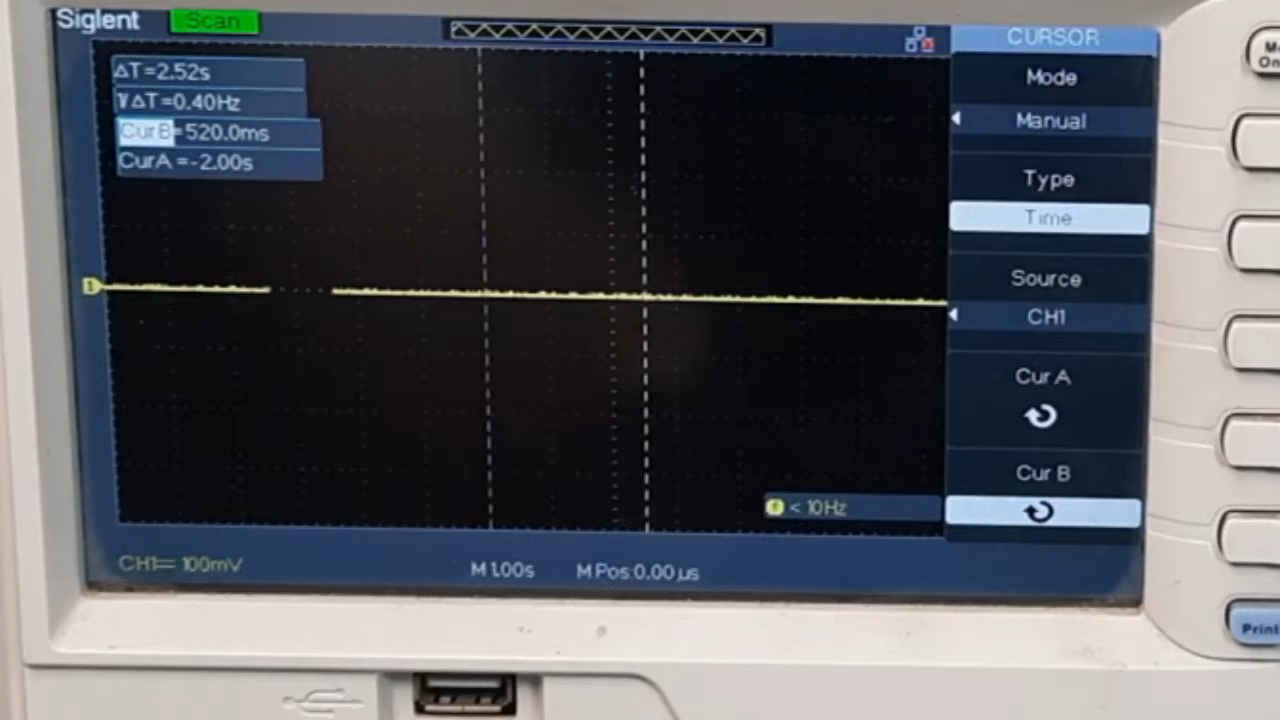 Siglent Scan
ΔT=2.52s
1/ΔT=0.40Hz
CurB=520.0ms
CurA=-2.00s
1
f < 10Hz
CH1= 100mV M 1.00s M Pos:0.00μs
CURSOR
Mode
Manual
Type
Time
Source
CH1
Cur A
Cur B
Print